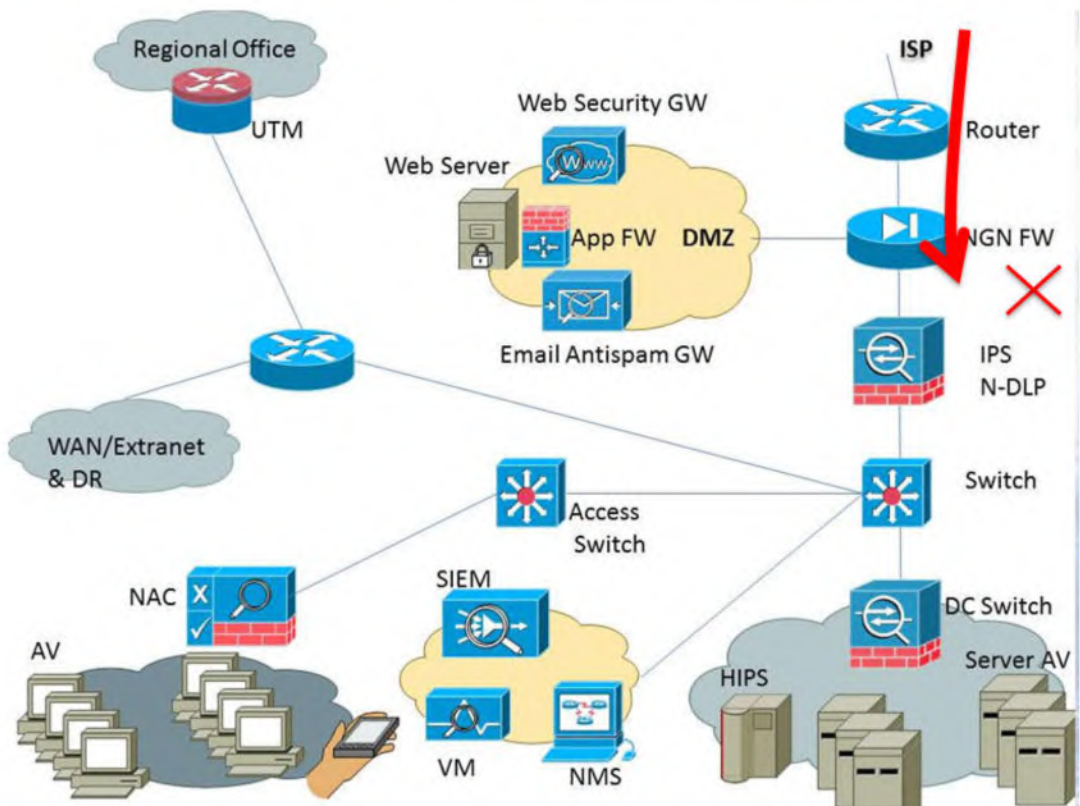 Regional Office
ISP
UTM
Web Security GW
Router
Web Server
WWW
App FW
DMZ
NGN FW
Email Antispam GW
IPS
N-DLP
WAN/Extranet
& DR
Switch
Access
Switch
NAC
X
SIEM
DC Switch
AV
HIPS
Server AV
VM
NMS